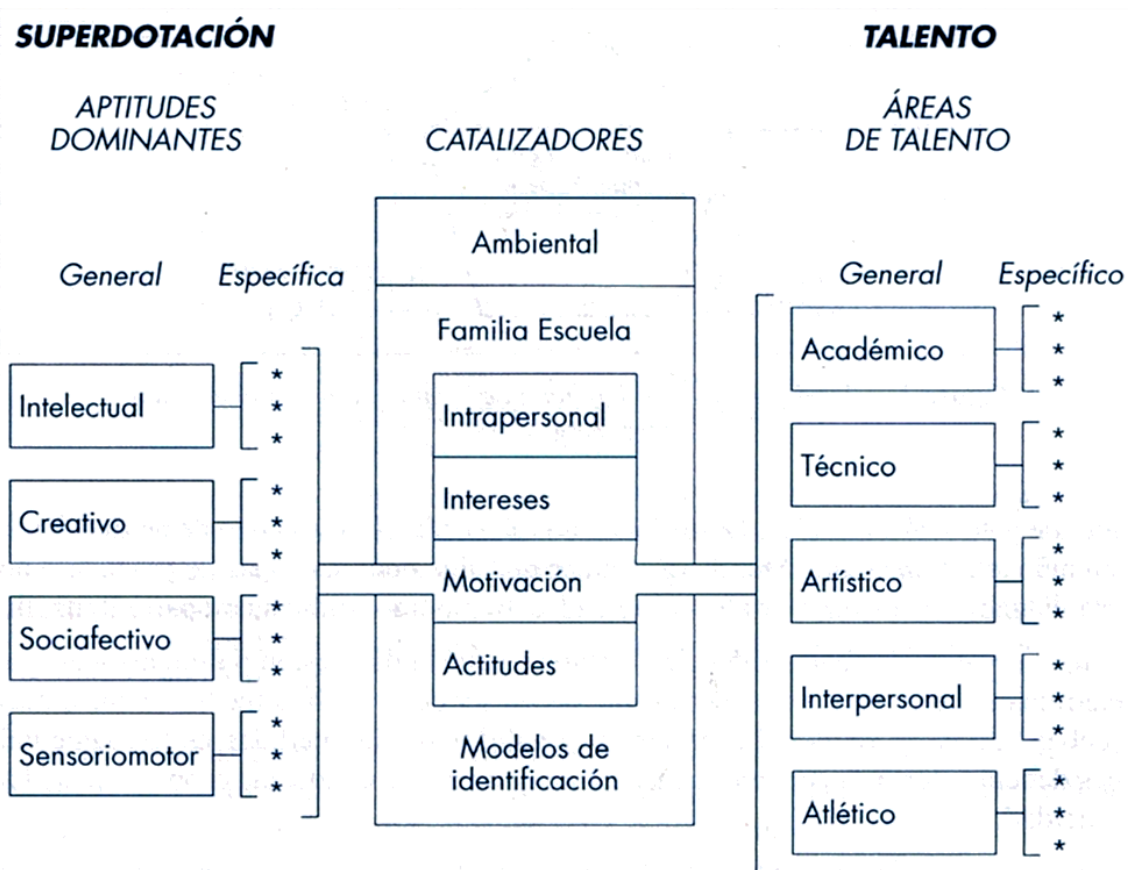 SUPERDOTACIÓN
TALENTO
APTITUDES
DOMINANTES
CATALIZADORES
ÁREAS
DE TALENTO
General
Específica
Ambiental
General
Específico
Familia Escuela
Intelectual
*
*
*
Creativo
*
*
*
Sociafectivo
*
*
*
Sensoriomotor
*
*
*
Intrapersonal
Intereses
Motivación
Actitudes
Modelos de
identificación
Académico
*
*
*
Técnico
*
*
*
Artístico
*
*
*
Interpersonal
*
*
*
Atlético
*
*
*